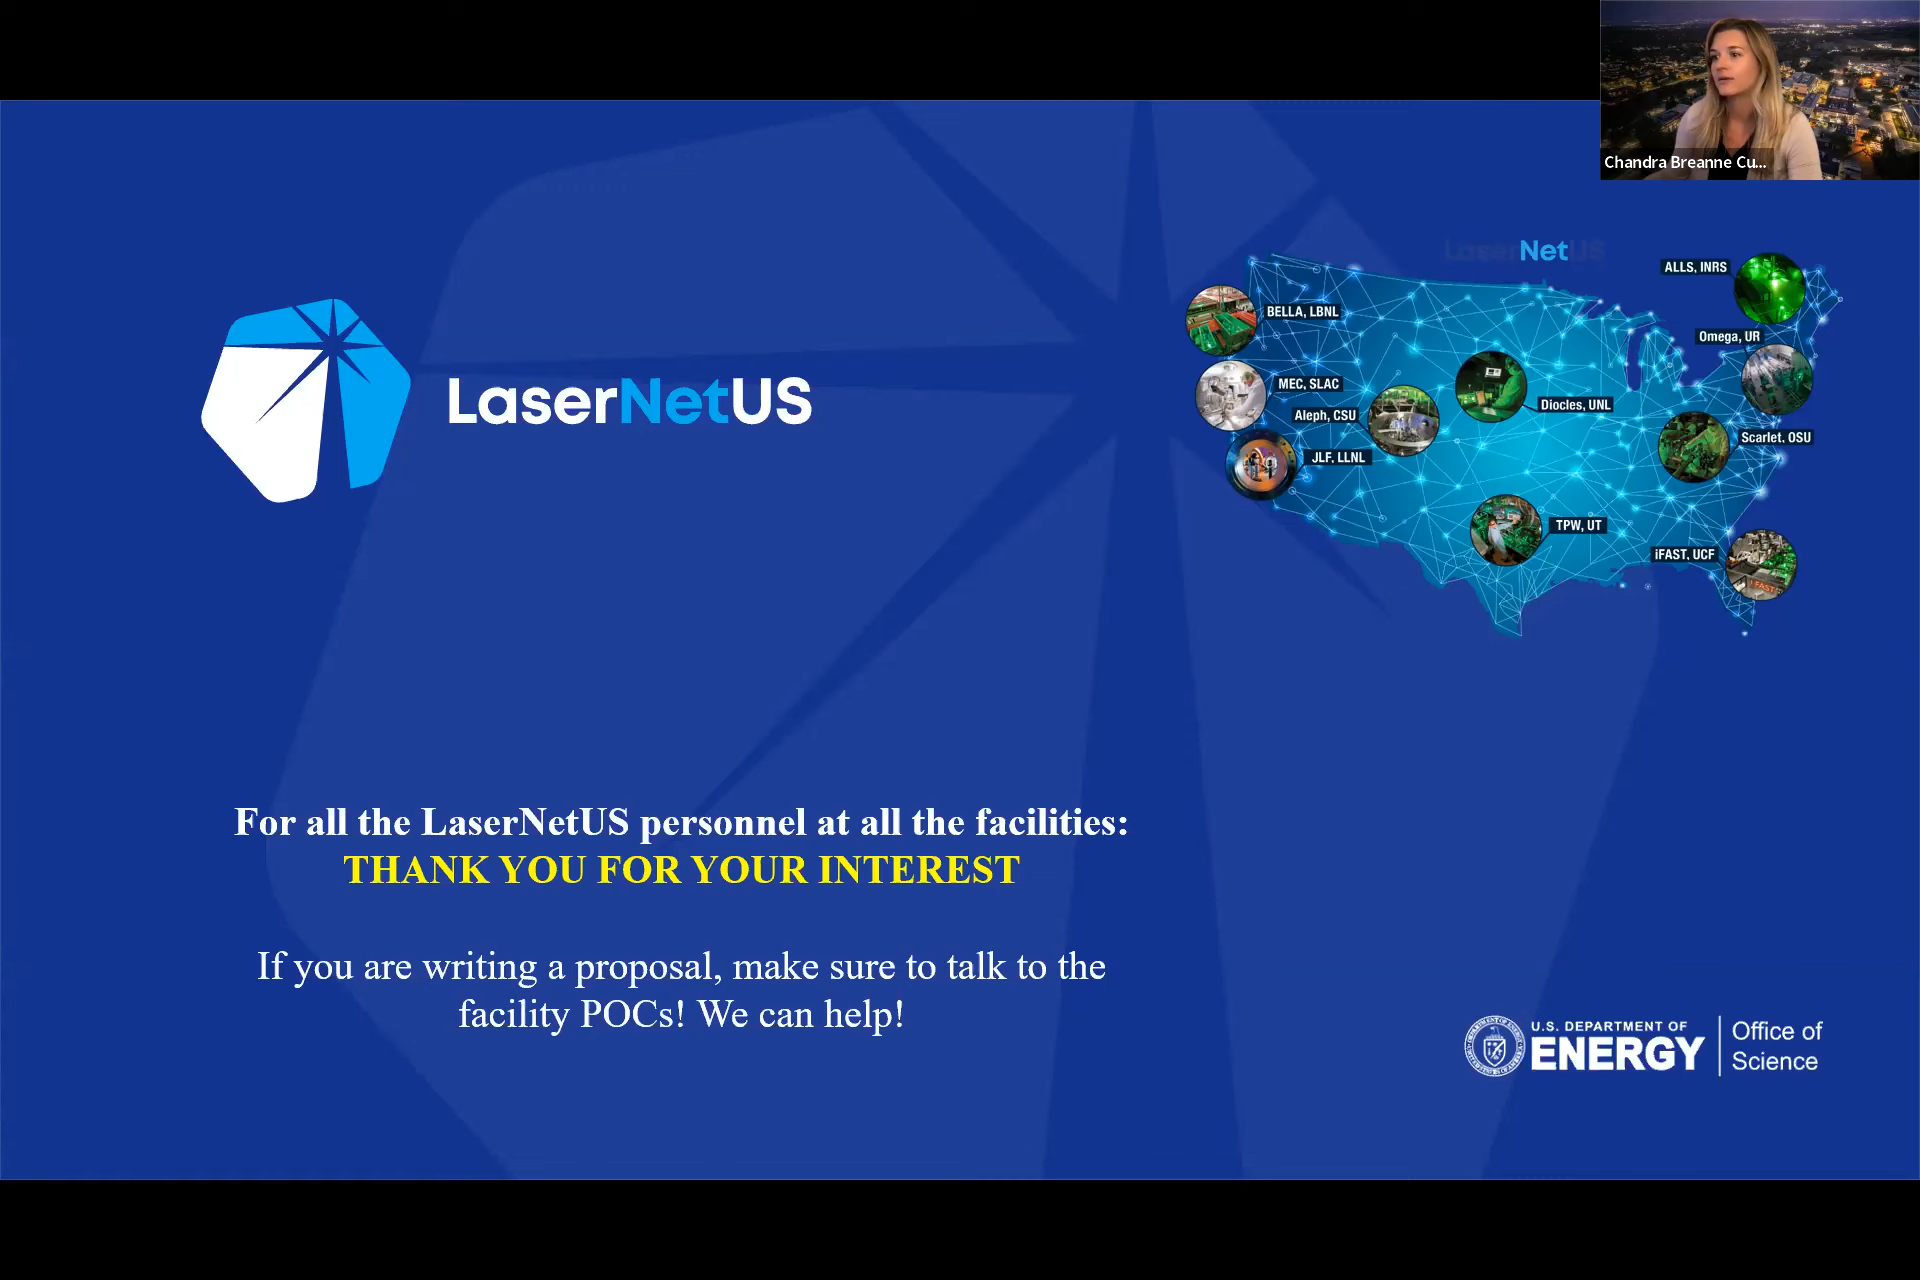 Chandra Breanne Cu...
LaserNetUS
LaserNetUS
ALLS, INRS
BELLA, LBNL
Omega, UR
MEC, SLAC
Aleph, CSU
Diocles, UNL
Scarlet, OSU
JLF, LLNL
TPW, UT
iFAST, UCF
For all the LaserNetUS personnel at all the facilities:
THANK YOU FOR YOUR INTEREST
If you are writing a proposal, make sure to talk to the
facility POCs! We can help!
U.S. DEPARTMENT OF
ENERGY
Office of
Science